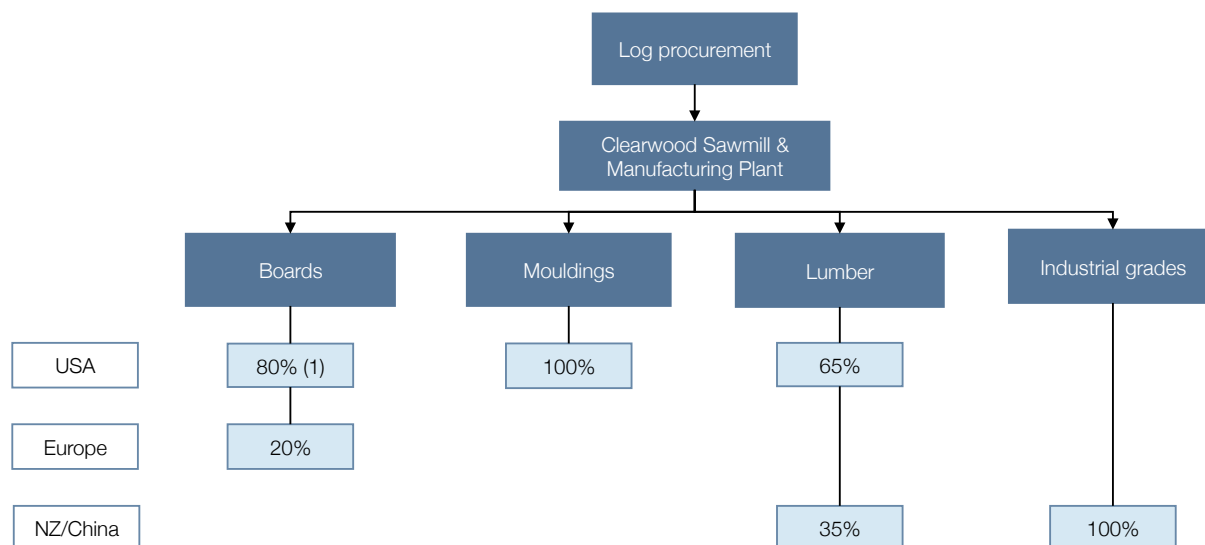 Log procurement
Clearwood Sawmill &
Manufacturing Plant
Boards
Mouldings
Lumber
Industrial grades
USA
80% (1)
100%
65%
Europe
20%
NZ/China
35%
100%